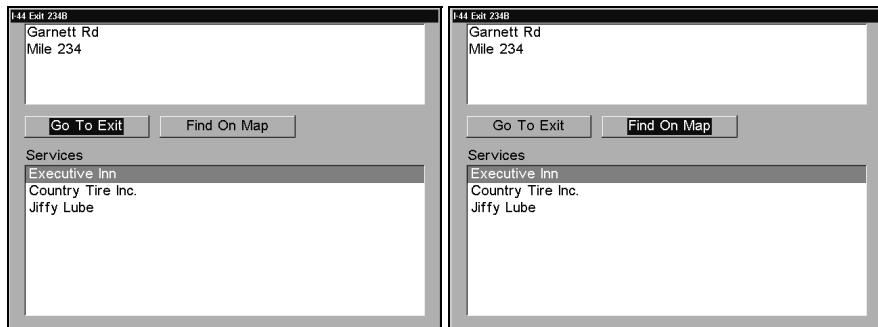 I-44 Exit 234B
Garnett Rd
Mile 234
Go To Exit Find On Map
Services
Executive Inn
Country Tire Inc.
Jiffy Lube
I-44 Exit 234B
Garnett Rd
Mile 234
Go To Exit Find On Map
Services
Executive Inn
Country Tire Inc.
Jiffy Lube